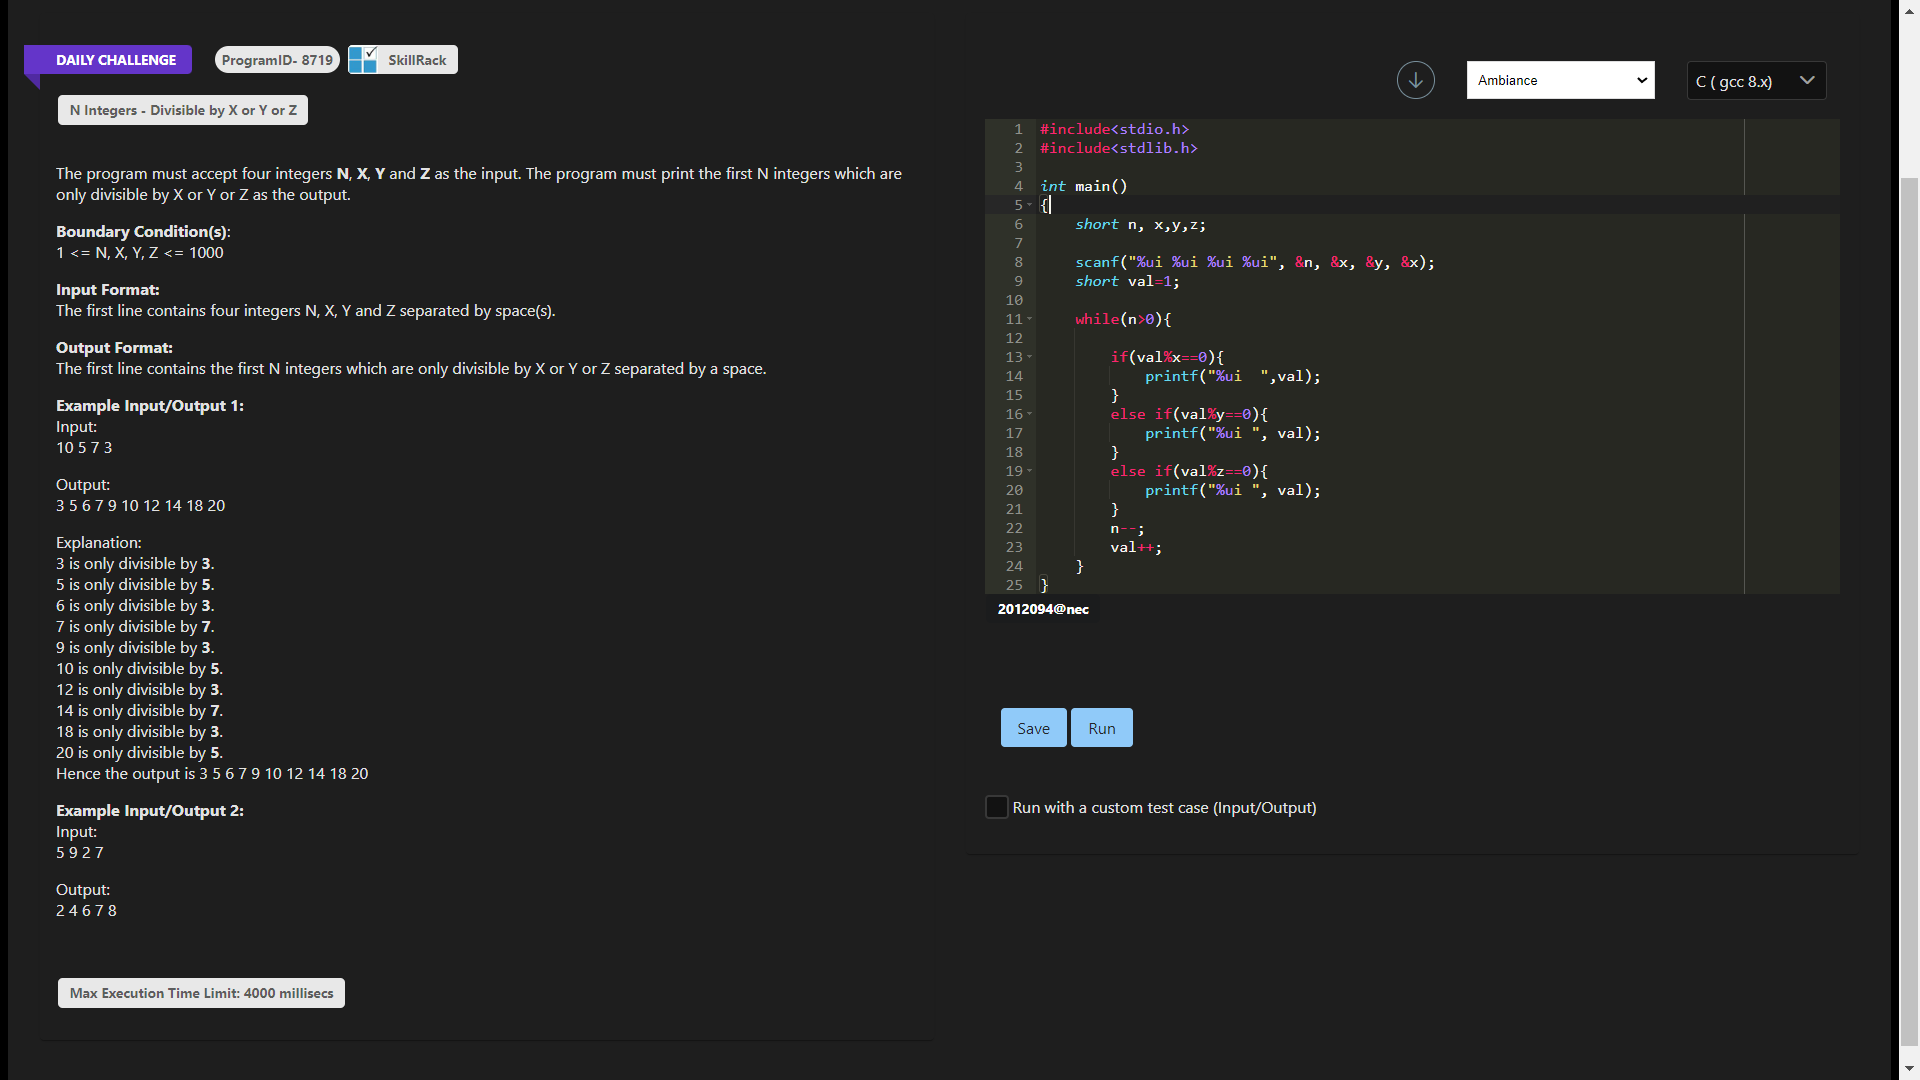 DAILY CHALLENGE
ProgramID- 8719
SkillRack
N Integers - Divisible by X or Y or Z
The program must accept four integers N, X, Y and Z as the input. The program must print the first N integers which are
only divisible by X or Y or Z as the output.
Boundary Condition(s):
1 <= N, X, Y, Z <= 1000
Input Format:
The first line contains four integers N, X, Y and Z separated by space(s).
Output Format:
The first line contains the first N integers which are only divisible by X or Y or Z separated by a space.
Example Input/Output 1:
Input:
10 5 7 3
Output:
3 5 6 7 9 10 12 14 18 20
Explanation:
3 is only divisible by 3.
5 is only divisible by 5.
6 is only divisible by 3.
7 is only divisible by 7.
9 is only divisible by 3.
10 is only divisible by 5.
12 is only divisible by 3.
14 is only divisible by 7.
18 is only divisible by 3.
20 is only divisible by 5.
Hence the output is 3 5 6 7 9 10 12 14 18 20
Example Input/Output 2:
Input:
5 9 2 7
Output:
2 4 6 7 8
Max Execution Time Limit: 4000 millisecs
Ambiance
C ( gcc 8.x)
1 #include<stdio.h>
2 #include<stdlib.h>
3
4 int main()
5 {
6     short n, x,y,z;
7
8     scanf("%ui %ui %ui %ui", &n, &x, &y, &x);
9     short val=1;
10
11     while(n>0){
12
13         if(val%x==0){
14             printf("%ui  ",val);
15         }
16         else if(val%y==0){
17             printf("%ui ", val);
18         }
19         else if(val%z==0){
20             printf("%ui ", val);
21         }
22         n--;
23         val++;
24     }
25 }
2012094@nec
Save
Run
Run with a custom test case (Input/Output)